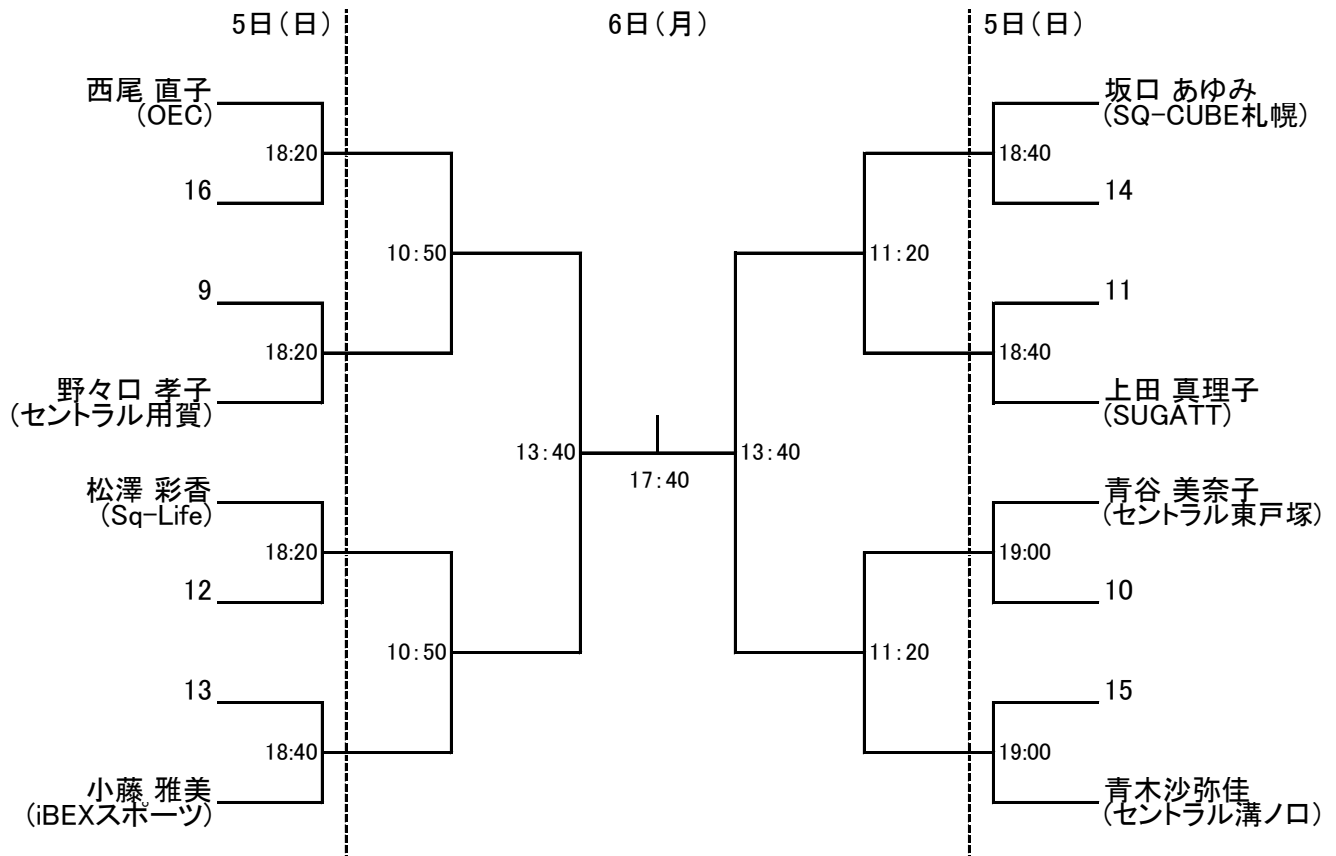 5日(日)
6日(月)
5日(日)
西尾 直子
(OEC)
18:20
16
10:50
9
18:20
野々口 孝子
(セントラル用賀)
13:40
松澤 彩香
(Sq-Life)
18:20
12
10:50
13
18:40
小藤 雅美
(iBEXスポーツ)
17:40
坂口 あゆみ
(SQ-CUBE札幌)
18:40
14
11:20
11
18:40
上田 真理子
(SUGATT)
13:40
青谷 美奈子
(セントラル東戸塚)
19:00
10
11:20
15
19:00
青木沙弥佳
(セントラル溝ノ口)